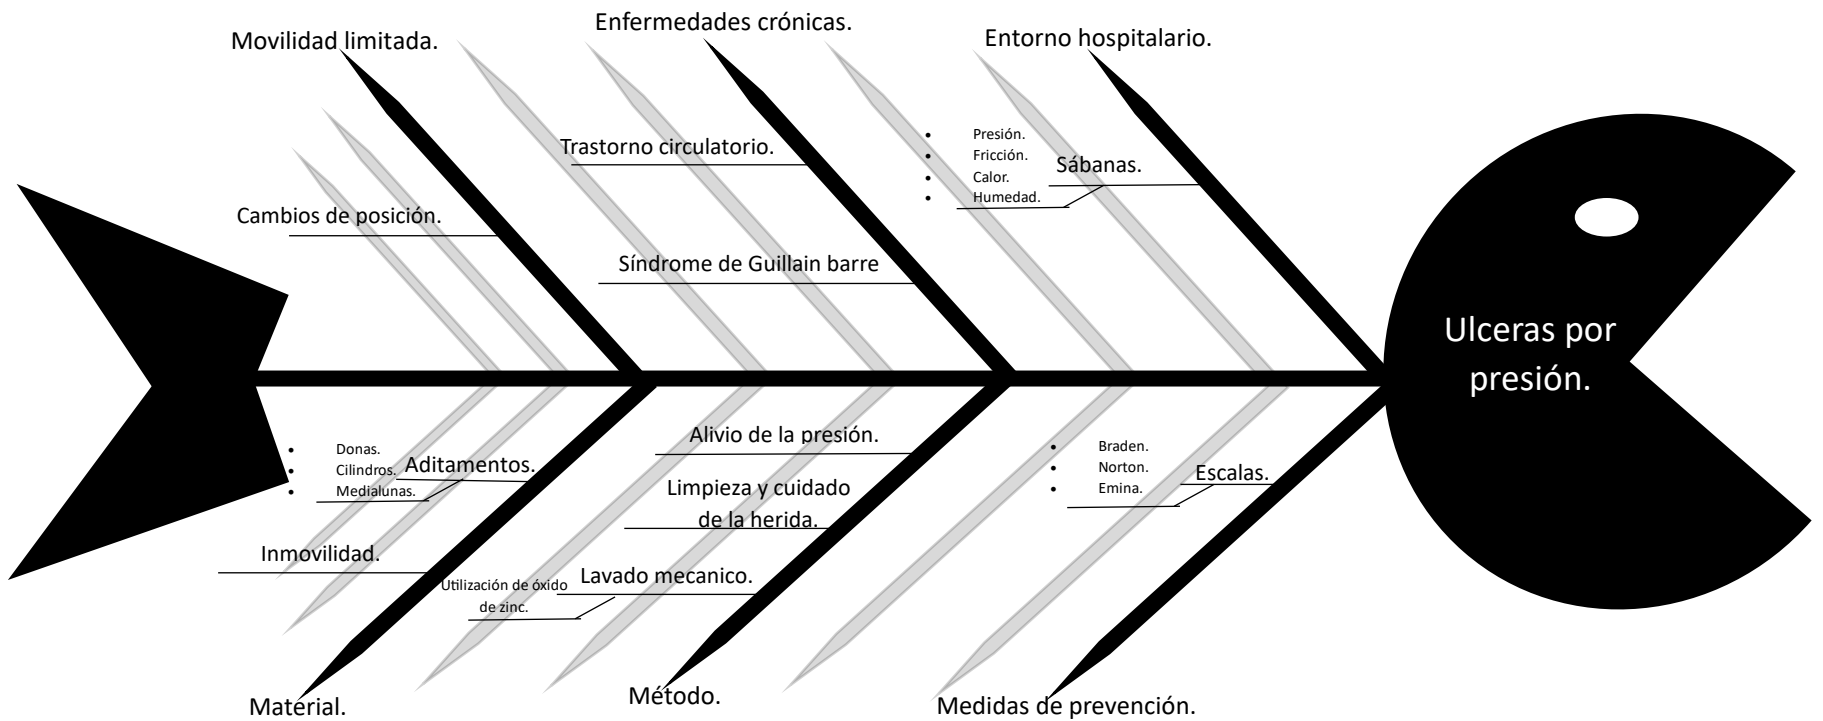 Movilidad limitada.
Enfermedades crónicas.
Entorno hospitalario.
Cambios de posición.
Trastorno circulatorio.
Síndrome de Guillain barre
• Presión.
• Fricción.
• Calor.
• Humedad.
Sábanas.
Ulceras por
presión.
• Donas.
• Cilindros.
• Medialunas.
Aditamentos.
Inmovilidad.
Alivio de la presión.
Limpieza y cuidado
de la herida.
Utilización de óxido
de zinc.
Lavado mecanico.
• Braden.
• Norton.
• Emina.
Escalas.
Material.
Método.
Medidas de prevención.